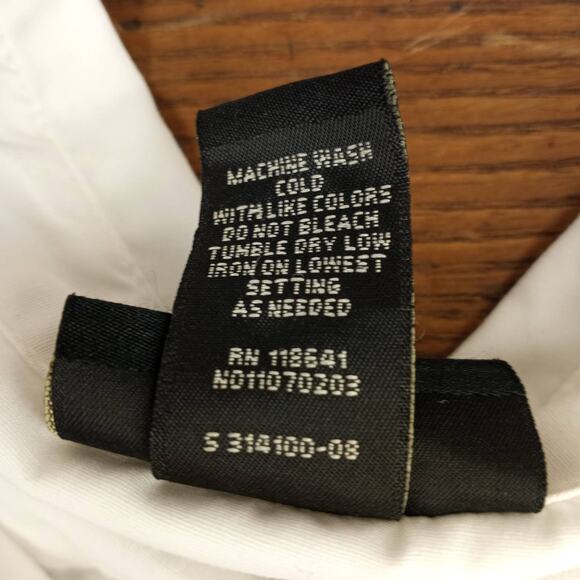 MACHINE WASH
COLD
WITH LIKE COLORS
DO NOT BLEACH
TUMBLE DRY LOW
IRON ON LOWEST
SETTING
AS NEEDED
RN 118641
N011070203
S 314100-08